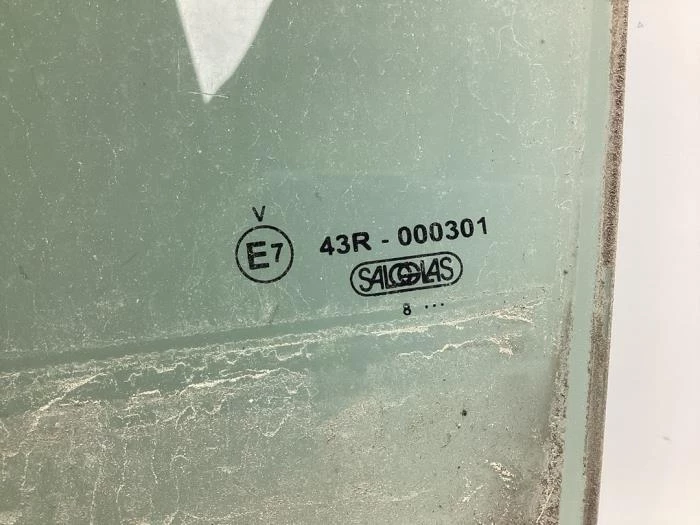 V
E7 43R - 000301
SALGGLAS
8 ...